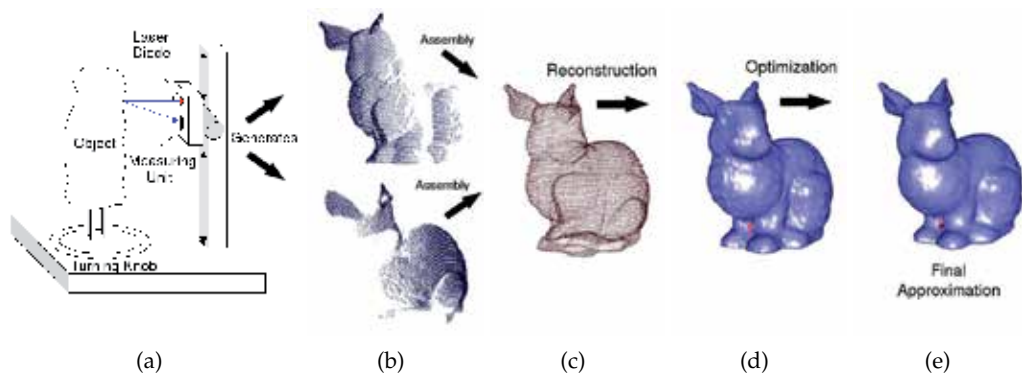 Laser
Diode
Object
Measuring
Unit
Turning Knob
Generates
Assembly
Assembly
Reconstruction
Optimization
Final
Approximation
(a)
(b)
(c)
(d)
(e)